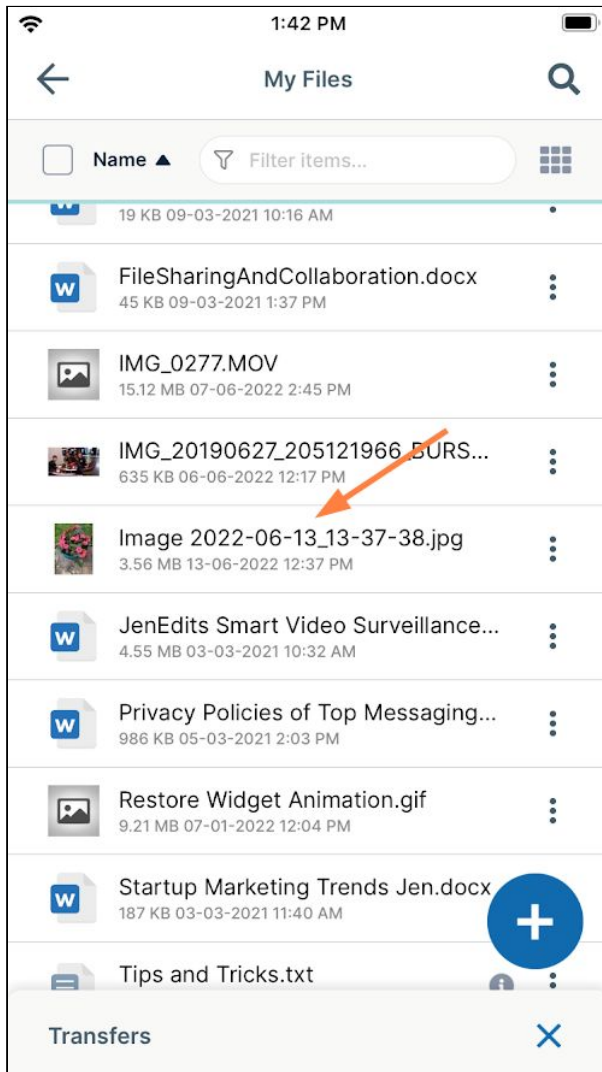 1:42 PM
My Files
Name ▲ Filter items...
19 KB 09-03-2021 10:16 AM
W FileSharingAndCollaboration.docx
45 KB 09-03-2021 1:37 PM
IMG_0277.MOV
15.12 MB 07-06-2022 2:45 PM
IMG_20190627_205121966_BURS...
635 KB 06-06-2022 12:17 PM
Image 2022-06-13_13-37-38.jpg
3.56 MB 13-06-2022 12:37 PM
W JenEdits Smart Video Surveillance...
4.55 MB 03-03-2021 10:32 AM
W Privacy Policies of Top Messaging...
986 KB 05-03-2021 2:03 PM
Restore Widget Animation.gif
9.21 MB 07-01-2022 12:04 PM
W Startup Marketing Trends Jen.docx
187 KB 03-03-2021 11:40 AM
Tips and Tricks.txt
Transfers